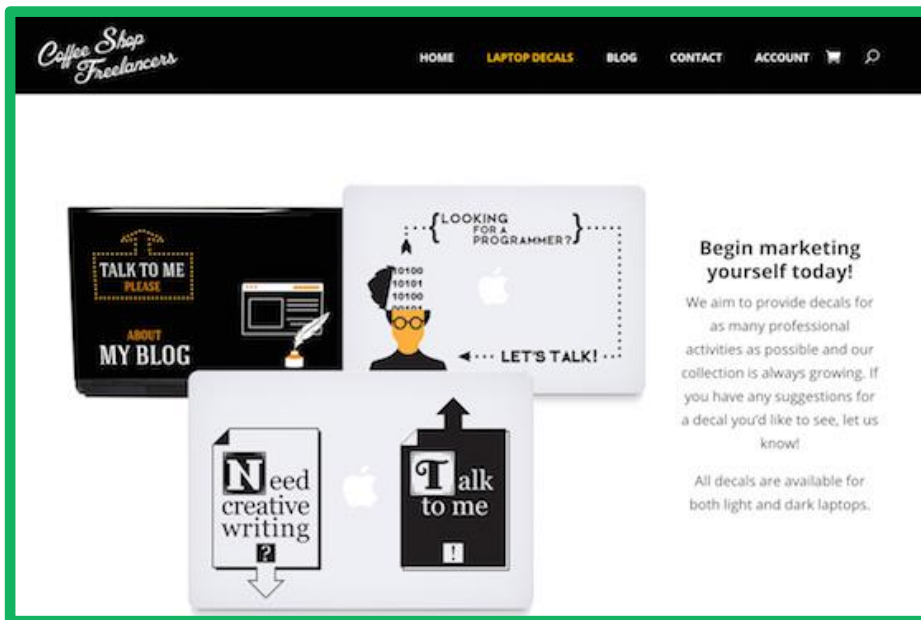 Coffee Shop
Freelancers
HOME LAPTOP DECALS BLOG CONTACT ACCOUNT
TALK TO ME
PLEASE
ABOUT
MY BLOG
{LOOKING
FOR A
PROGRAMMER?}
10100
10101
10100
LET'S TALK!
Need
creative
writing
?
Talk
to me
!
Begin marketing
yourself today!
We aim to provide decals for
as many professional
activities as possible and our
collection is always growing. If
you have any suggestions for
a decal you'd like to see, let us
know!
All decals are available for
both light and dark laptops.